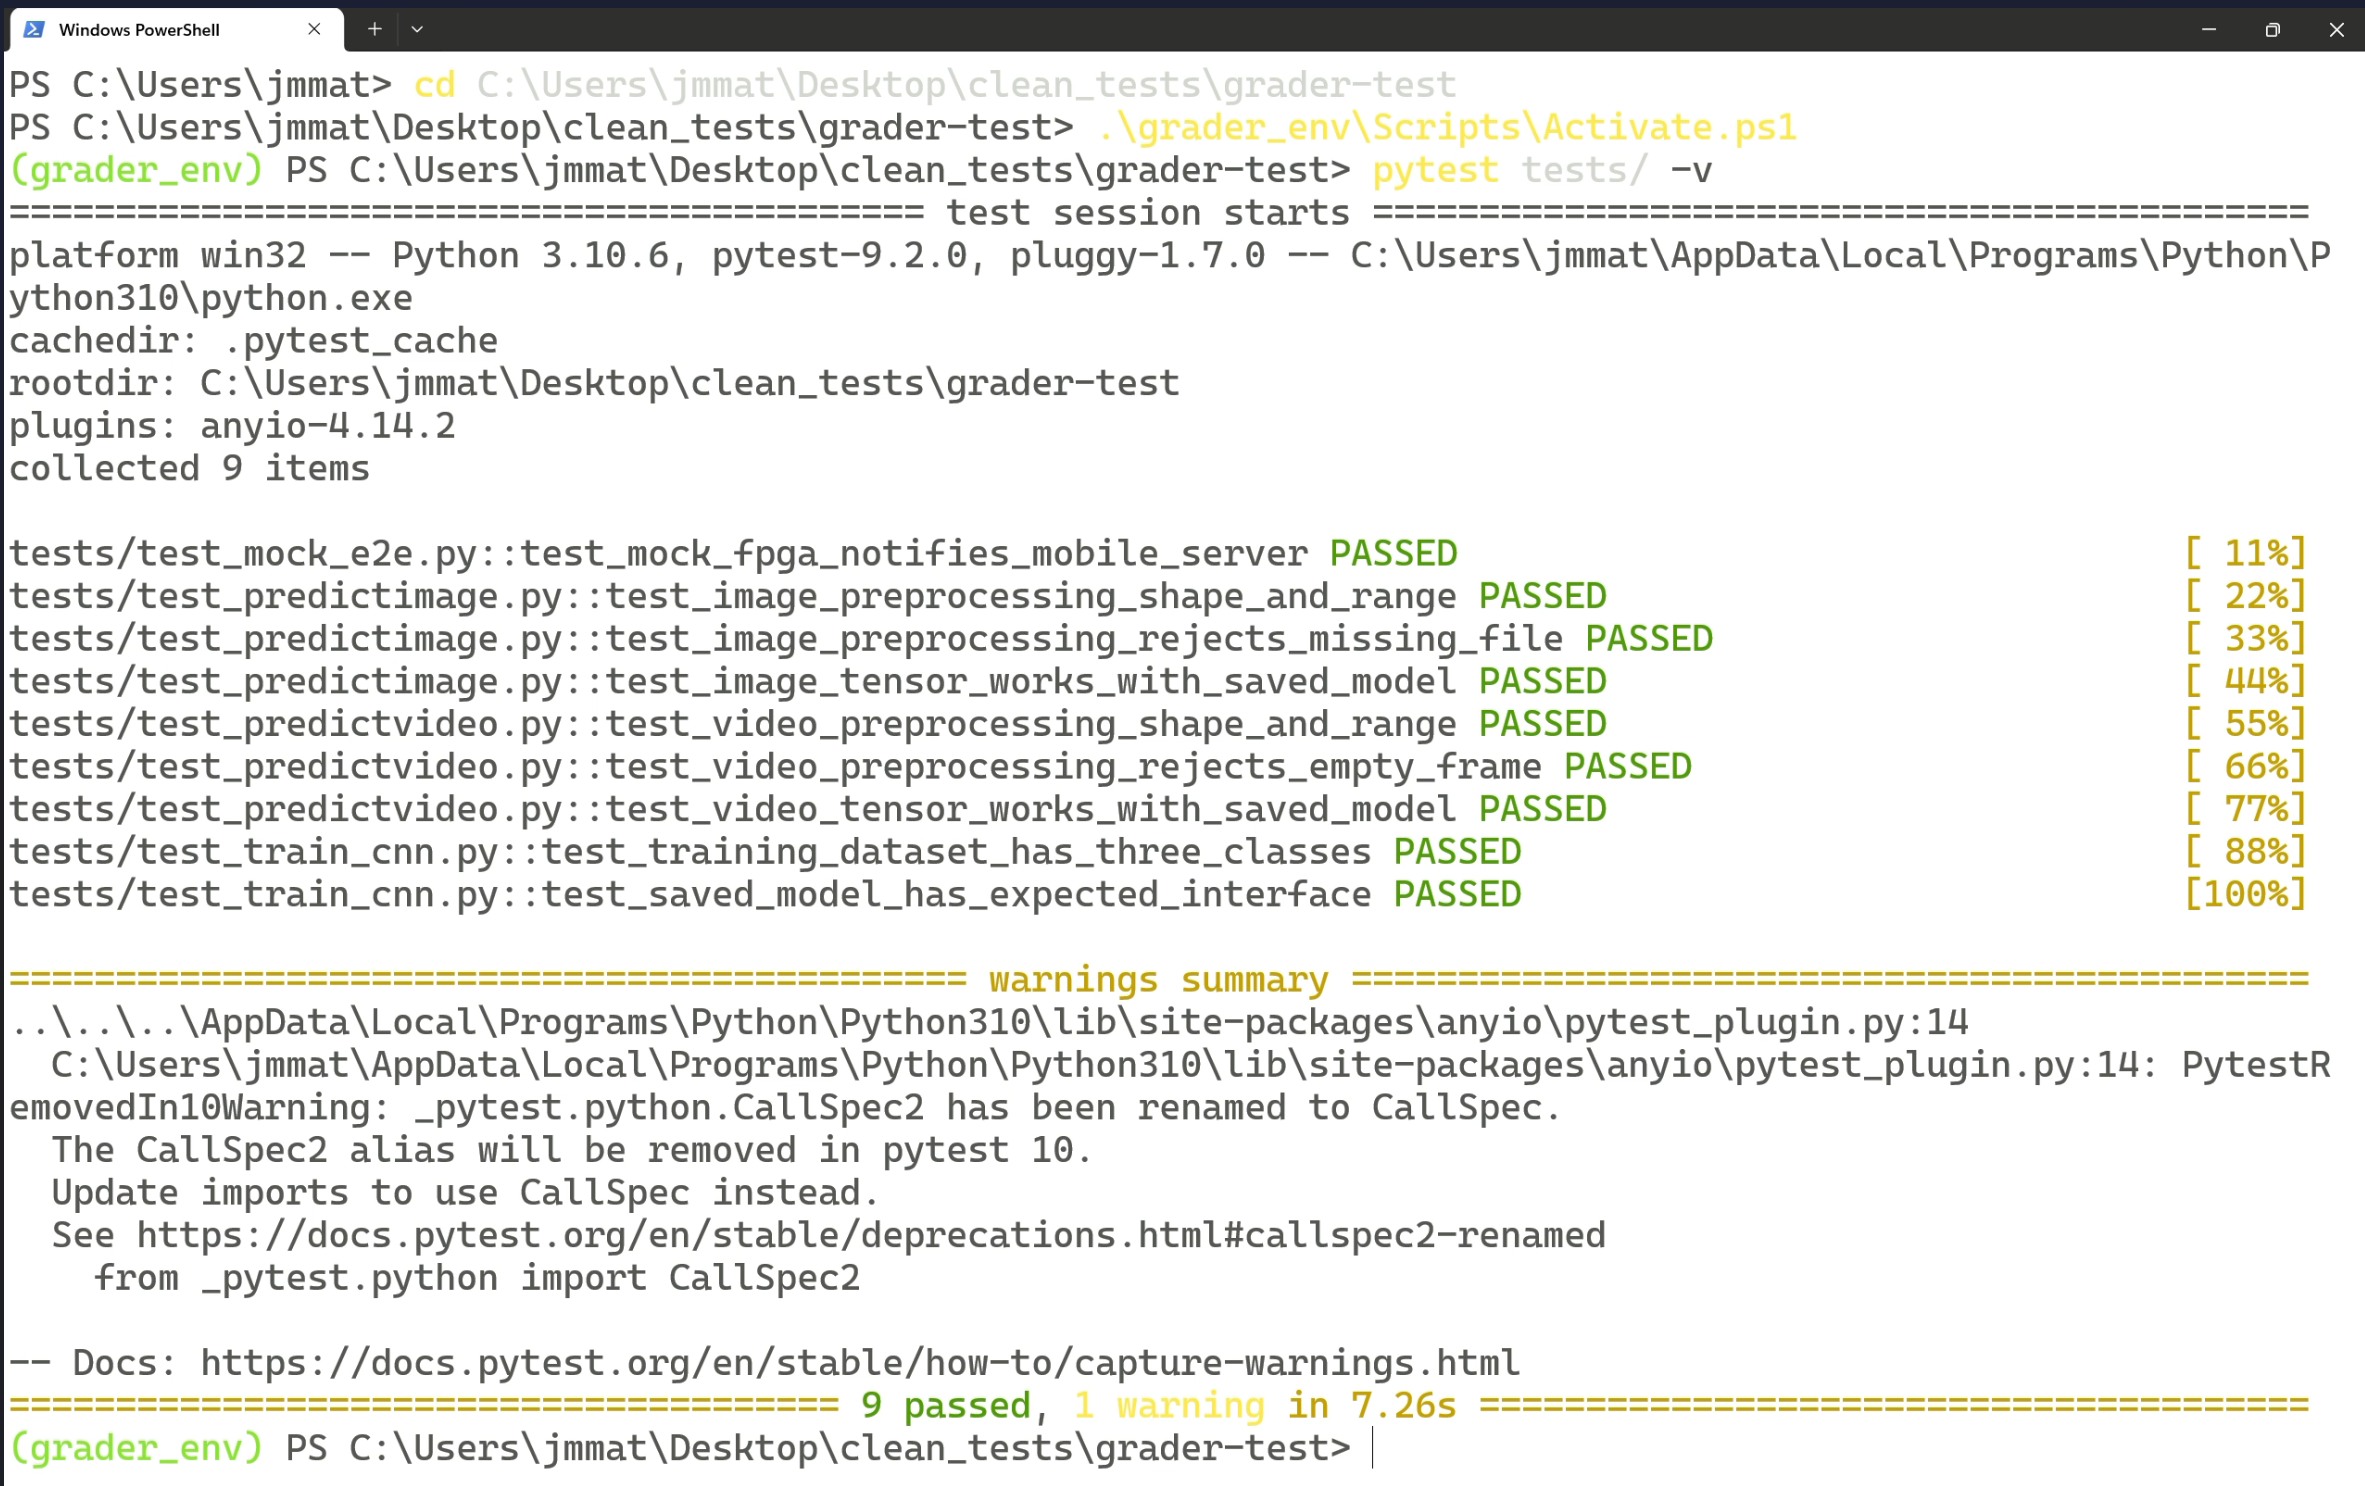 Windows PowerShell
PS C:\Users\jmmat> cd C:\Users\jmmat\Desktop\clean_tests\grader-test
PS C:\Users\jmmat\Desktop\clean_tests\grader-test> .\grader_env\Scripts\Activate.ps1
(grader_env) PS C:\Users\jmmat\Desktop\clean_tests\grader-test> pytest tests/ -v
=========================================== test session starts ============================================
platform win32 -- Python 3.10.6, pytest-9.2.0, pluggy-1.7.0 -- C:\Users\jmmat\AppData\Local\Programs\Python\P
ython310\python.exe
cachedir: .pytest_cache
rootdir: C:\Users\jmmat\Desktop\clean_tests\grader-test
plugins: anyio-4.14.2
collected 9 items
tests/test_mock_e2e.py::test_mock_fpga_notifies_mobile_server PASSED [ 11%]
tests/test_predictimage.py::test_image_preprocessing_shape_and_range PASSED [ 22%]
tests/test_predictimage.py::test_image_preprocessing_rejects_missing_file PASSED [ 33%]
tests/test_predictimage.py::test_image_tensor_works_with_saved_model PASSED [ 44%]
tests/test_predictvideo.py::test_video_preprocessing_shape_and_range PASSED [ 55%]
tests/test_predictvideo.py::test_video_preprocessing_rejects_empty_frame PASSED [ 66%]
tests/test_predictvideo.py::test_video_tensor_works_with_saved_model PASSED [ 77%]
tests/test_train_cnn.py::test_training_dataset_has_three_classes PASSED [ 88%]
tests/test_train_cnn.py::test_saved_model_has_expected_interface PASSED [100%]
============================================= warnings summary =============================================
..\..\..\AppData\Local\Programs\Python\Python310\lib\site-packages\anyio\pytest_plugin.py:14
C:\Users\jmmat\AppData\Local\Programs\Python\Python310\lib\site-packages\anyio\pytest_plugin.py:14: PytestR
emovedIn10Warning: _pytest.python.CallSpec2 has been renamed to CallSpec.
The CallSpec2 alias will be removed in pytest 10.
Update imports to use CallSpec instead.
See https://docs.pytest.org/en/stable/deprecations.html#callspec2-renamed
from _pytest.python import CallSpec2
-- Docs: https://docs.pytest.org/en/stable/how-to/capture-warnings.html
======================================= 9 passed, 1 warning in 7.26s =======================================
(grader_env) PS C:\Users\jmmat\Desktop\clean_tests\grader-test>